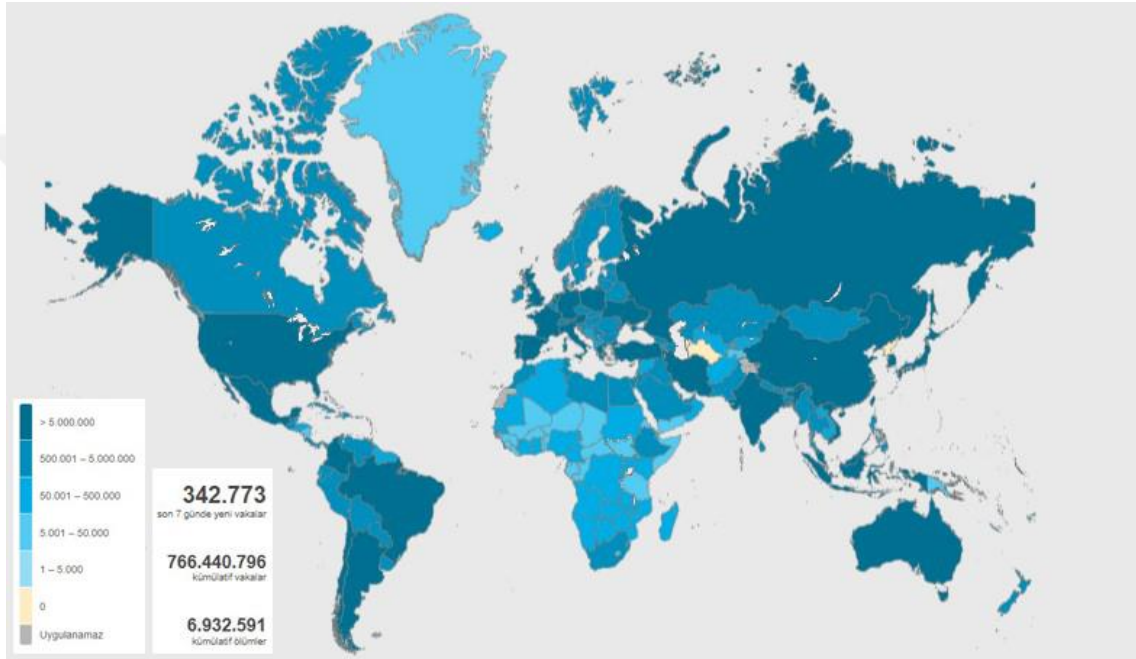 > 5.000.000
500.001 – 5.000.000
50.001 – 500.000
5.001 – 50.000
1 – 5.000
0
Uygulanamaz
342.773
son 7 günde yeni vakalar
766.440.796
kümülatif vakalar
6.932.591
kümülatif ölümler